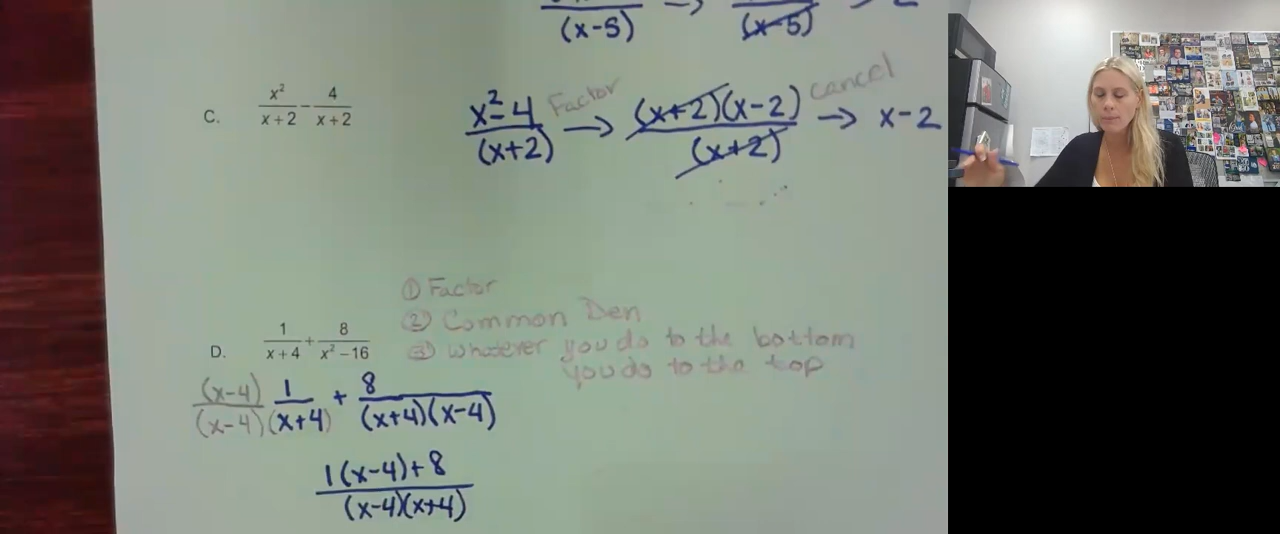 (x-5) → (x-5)
C. x²/x+2 - 4/x+2
x²-4/(x+2) Factor → (x+2)(x-2)/(x+2) cancel → x-2
① Factor
② Common Den
③ Whatever you do to the bottom
you do to the top
D. 1/x+4 + 8/x²-16
(x-4)/(x-4) 1/(x+4) + 8/(x+4)(x-4)
1(x-4)+8/(x-4)(x+4)